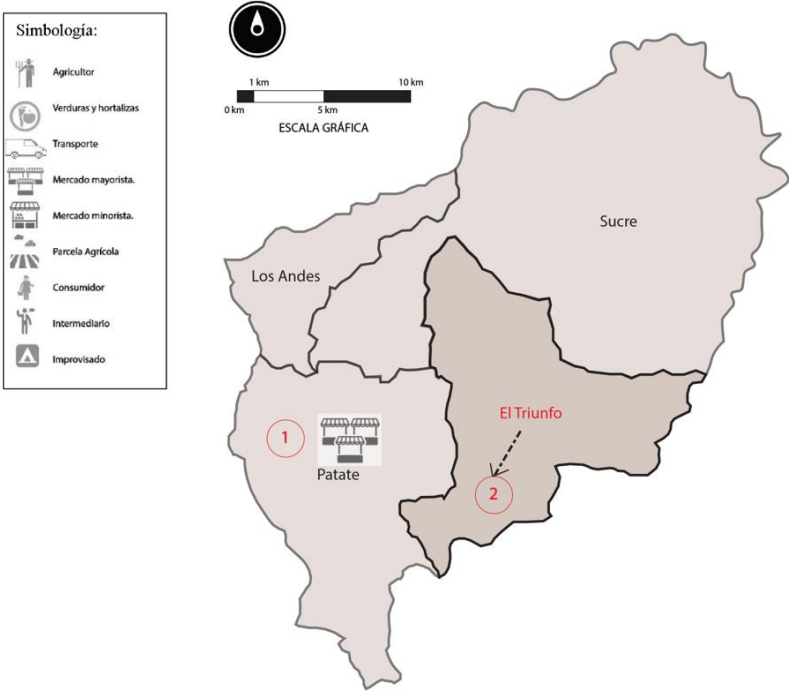 Simbología:
Agricultor
Verduras y hortalizas
Transporte
Mercado mayorista.
Mercado minorista.
Parcela Agrícola
Consumidor
Intermediario
Improvisado
1 km 10 km
0 km 5 km
ESCALA GRÁFICA
Sucre
Los Andes
El Triunfo
1
Patate
2